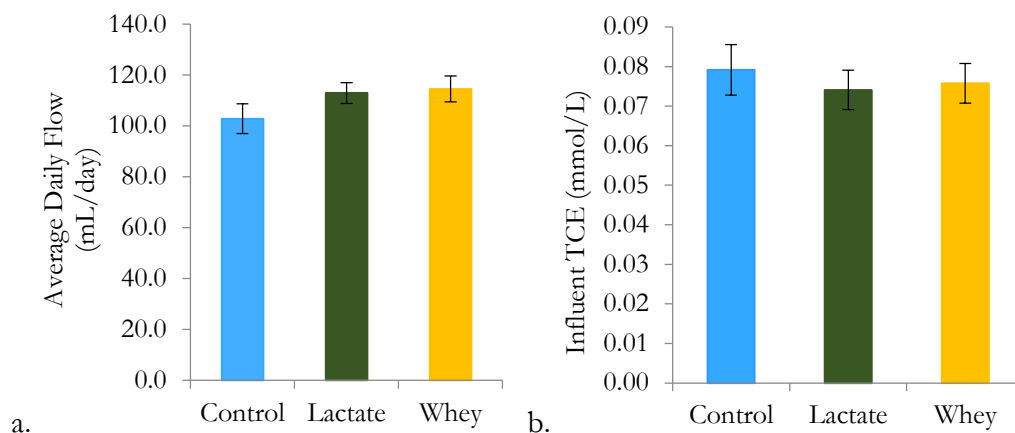 Average Daily Flow
(mL/day)
140.0
120.0
100.0
80.0
60.0
40.0
20.0
0.0
Control Lactate Whey
a.
Influent TCE (mmol/L)
0.09
0.08
0.07
0.06
0.05
0.04
0.03
0.02
0.01
0.00
Control Lactate Whey
b.